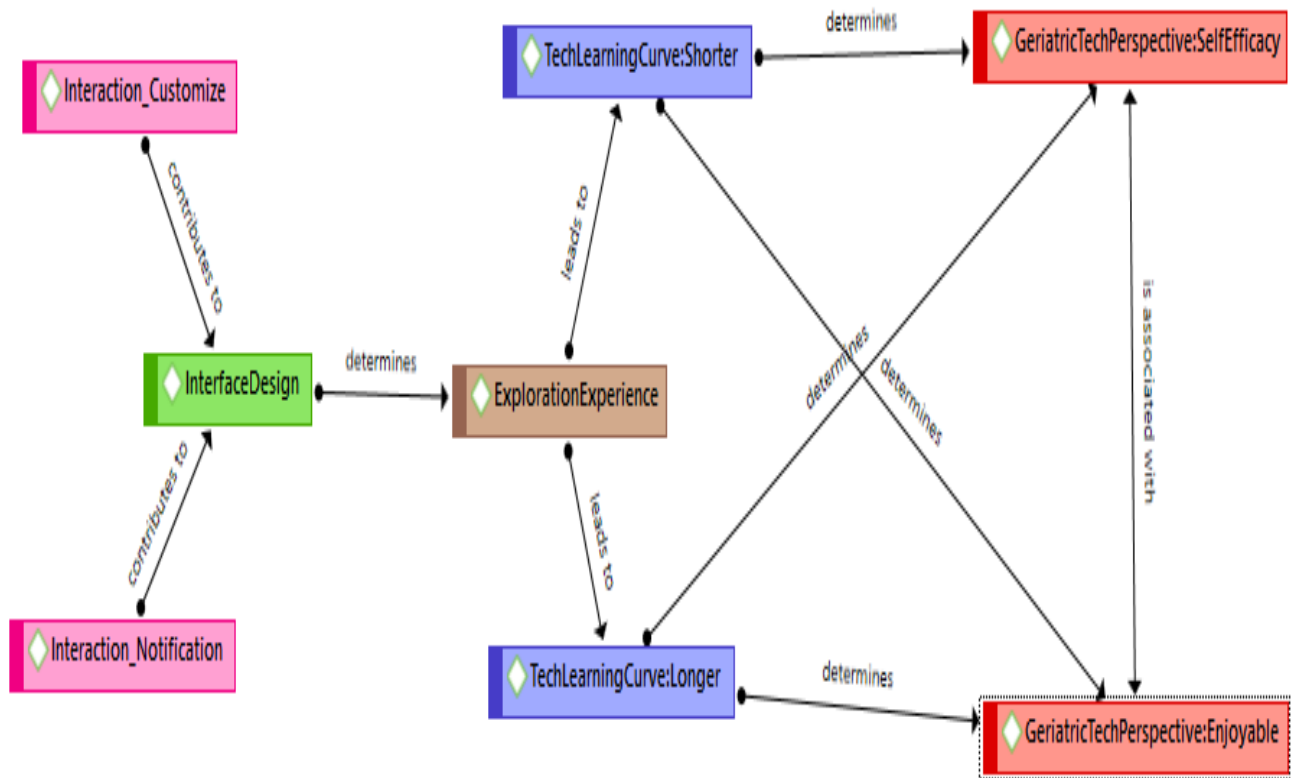 determines
TechLearningCurve:Shorter
GeriatricTechPerspective:SelfEfficacy
Interaction_Customize
contributes to
leads to
is associated with
determines
determines
determines
InterfaceDesign
ExplorationExperience
contributes to
leads to
Interaction_Notification
TechLearningCurve:Longer
determines
GeriatricTechPerspective:Enjoyable